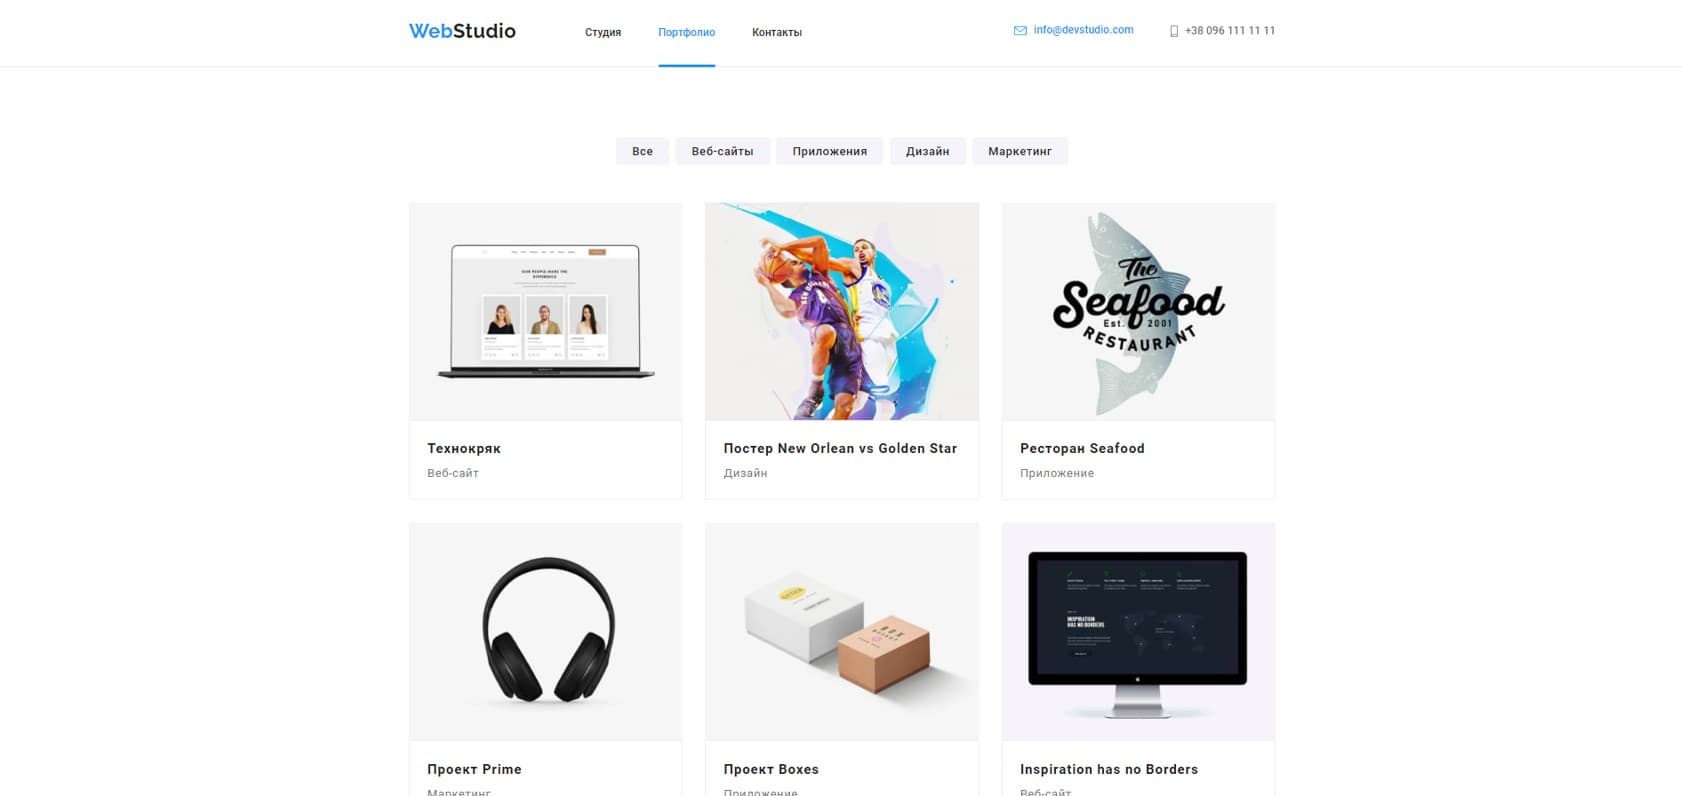 WebStudio
Студия
Портфолио
Контакты
info@devstudio.com
+38 096 111 11 11
Все
Веб-сайты
Приложения
Дизайн
Маркетинг
OUR PEOPLE MAKE THE
EXPERIENCE
The
Seafood
Est. 2001
RESTAURANT
Технокряк
Веб-сайт
Постер New Orlean vs Golden Star
Дизайн
Ресторан Seafood
Приложение
INSPIRATION
HAS NO BORDERS
Проект Prime
Маркетинг
Проект Boxes
Приложение
Inspiration has no Borders
Веб-сайт